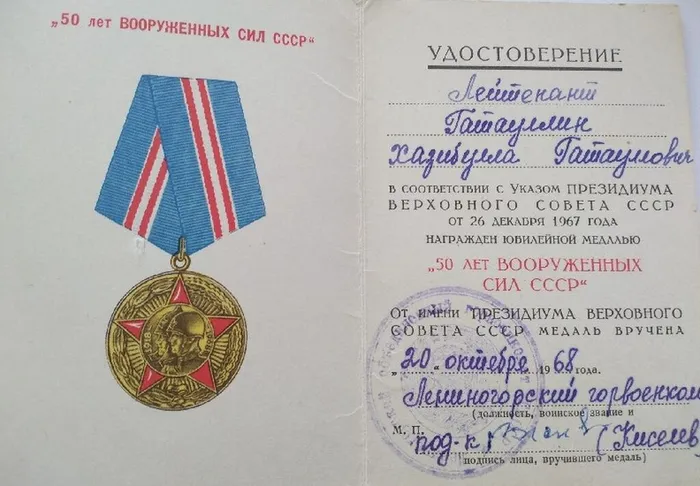 „50 лет ВООРУЖЕННЫХ СИЛ СССР“
УДОСТОВЕРЕНИЕ
Лейтенант
Гатауллин
Хазибулла Гатауллович
В СООТВЕТСТВИИ С УКАЗОМ ПРЕЗИДИУМА
ВЕРХОВНОГО СОВЕТА СССР
ОТ 26 ДЕКАБРЯ 1967 ГОДА
НАГРАЖДЕН ЮБИЛЕЙНОЙ МЕДАЛЬЮ
„50 ЛЕТ ВООРУЖЕННЫХ
СИЛ СССР“
ОТ ИМЕНИ ПРЕЗИДИУМА ВЕРХОВНОГО
СОВЕТА СССР МЕДАЛЬ ВРУЧЕНА
„20“ октября 1968 года.
Лениногорский горвоенком
(должность, воинское звание и
М. П. под-к (Киселев)
подпись лица, вручившего медаль)